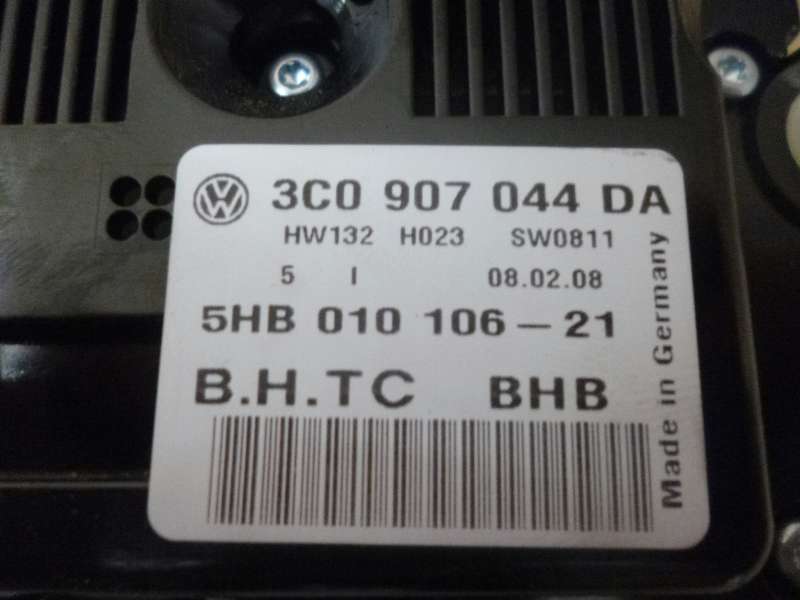 3C0 907 044 DA
HW132 H023 SW0811
5 I 08.02.08
5HB 010 106-21
B.H.TC BHB
Made in Germany